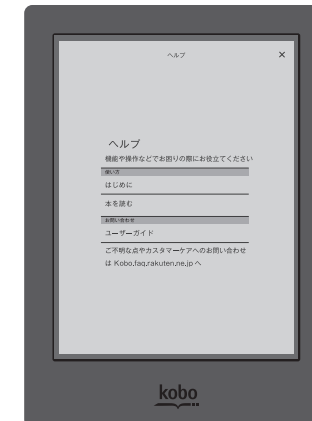 ヘルプ ×
ヘルプ
機能や操作などでお困りの際にお役立てください
使い方
はじめに
本を読む
お問い合わせ
ユーザーガイド
ご不明な点やカスタマーケアへのお問い合わせ
は Kobo.faq.rakuten.ne.jp へ
kobo